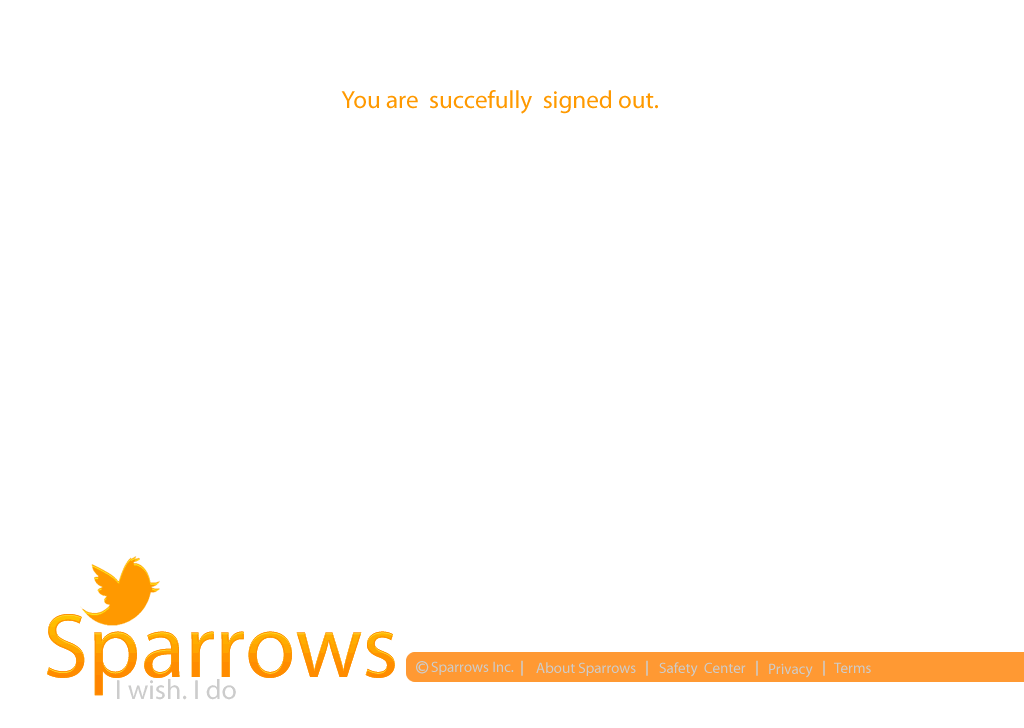 You are succefully signed out.
Sparrows
I wish. I do
© Sparrows Inc. | About Sparrows | Safety Center | Privacy | Terms